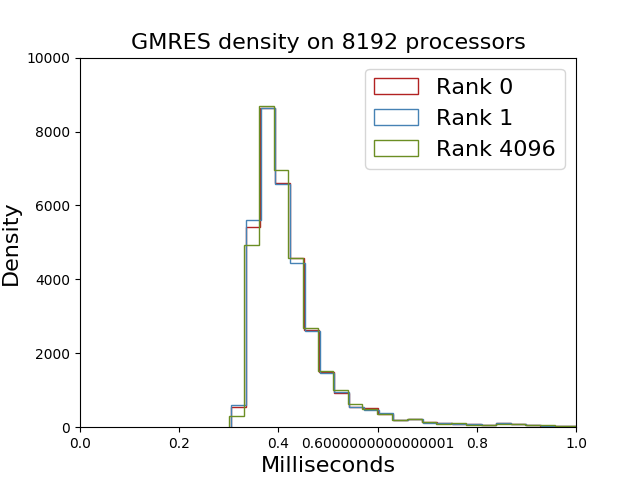 GMRES density on 8192 processors
10000
8000
6000
4000
2000
0
Density
Rank 0
Rank 1
Rank 4096
0.0 0.2 0.4 0.6000000000000001 0.8 1.0
Milliseconds